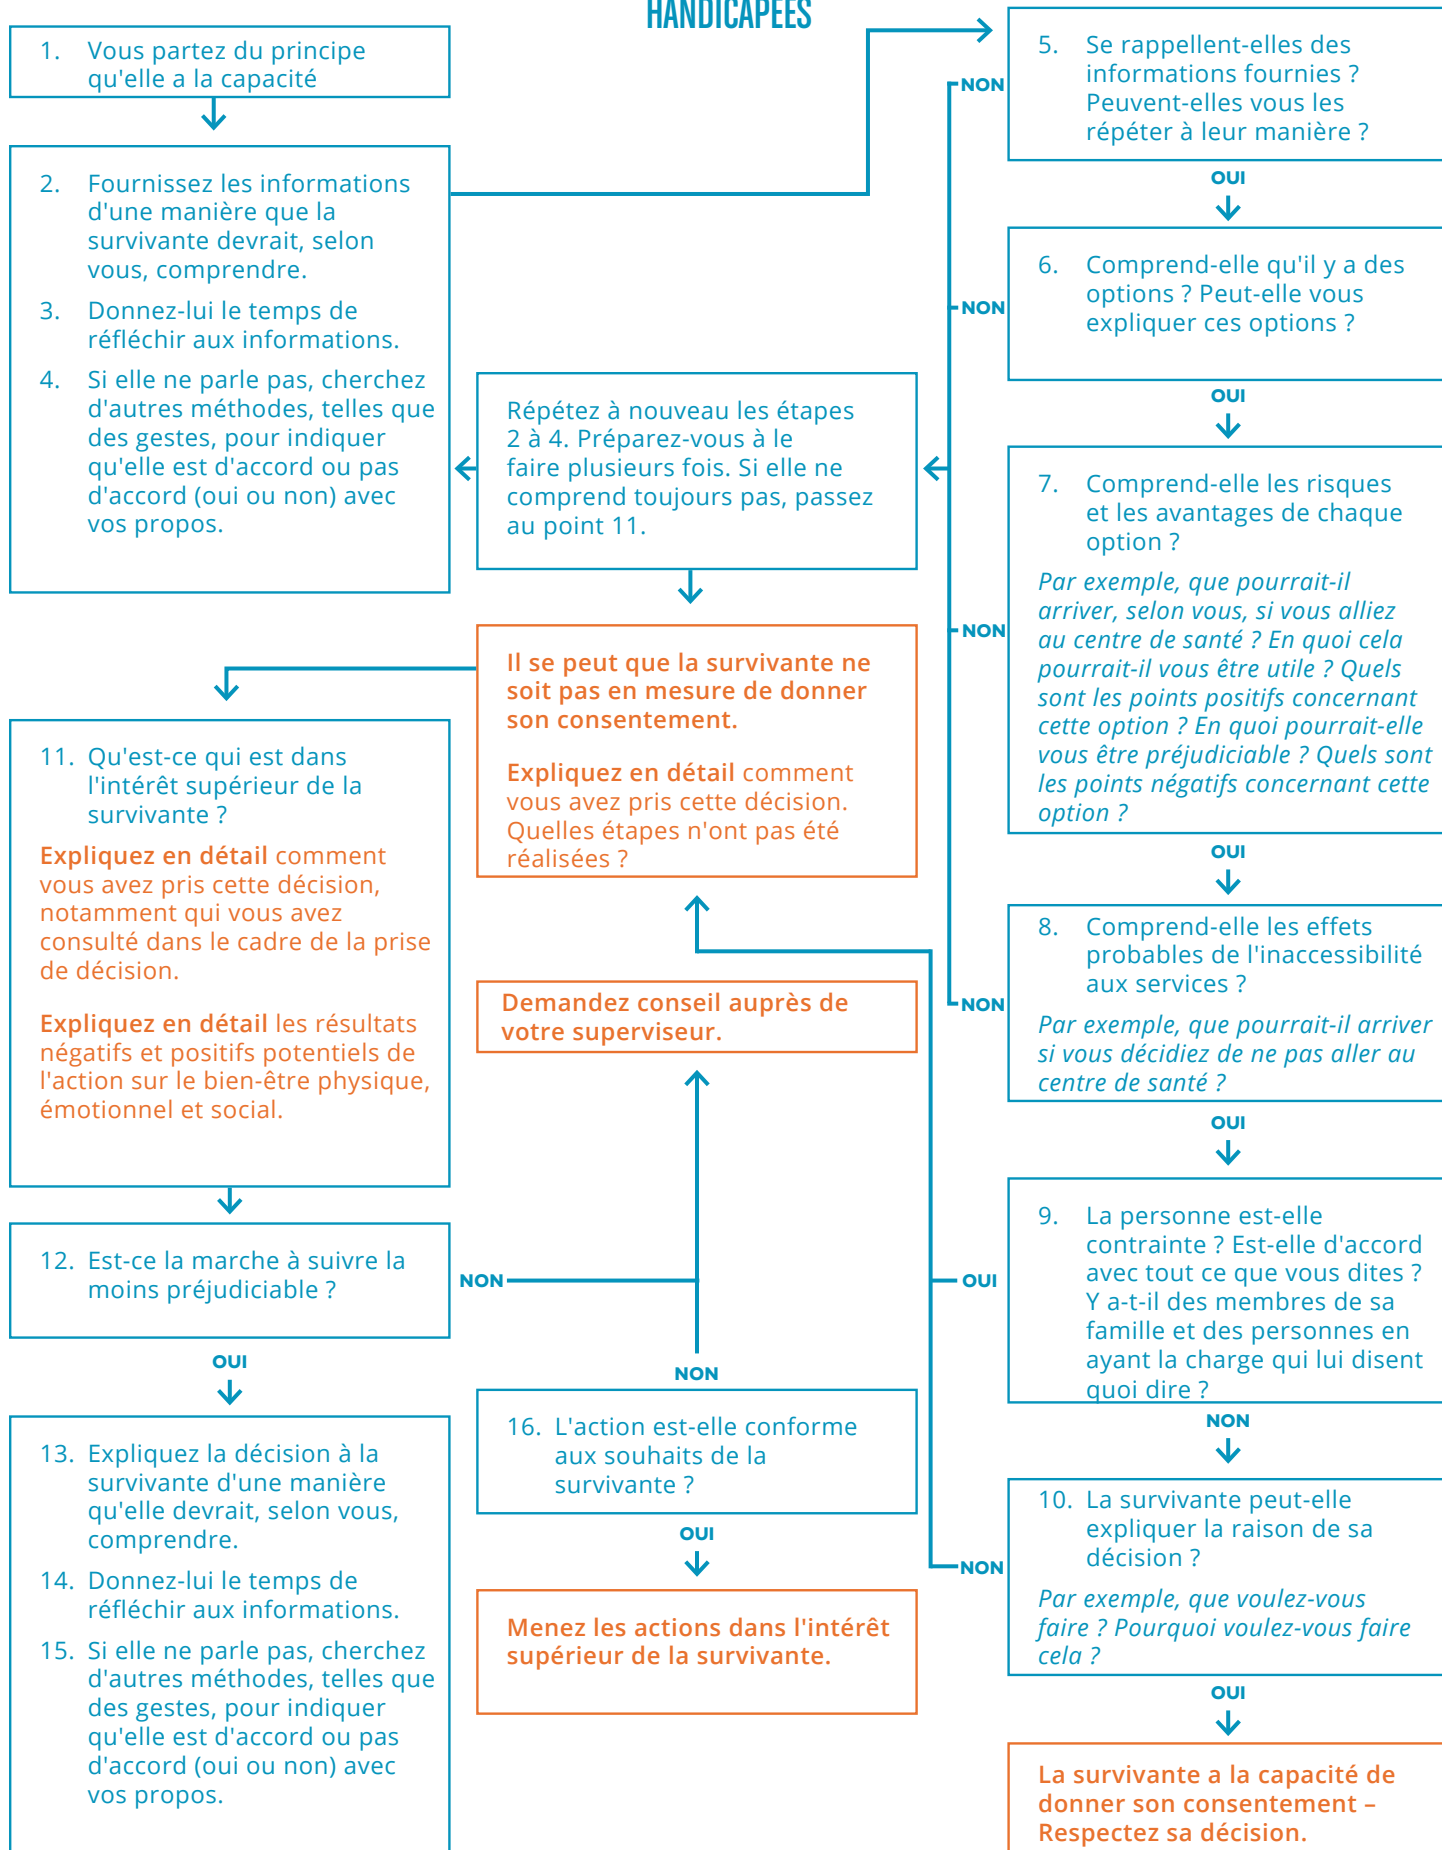 HANDICAPÉES
1. Vous partez du principe
qu'elle a la capacité
2. Fournissez les informations
d'une manière que la
survivante devrait, selon
vous, comprendre.
3. Donnez-lui le temps de
réfléchir aux informations.
4. Si elle ne parle pas, cherchez
d'autres méthodes, telles que
des gestes, pour indiquer
qu'elle est d'accord ou pas
d'accord (oui ou non) avec
vos propos.
5. Se rappellent-elles des
informations fournies ?
Peuvent-elles vous les
répéter à leur manière ?
NON
OUI
6. Comprend-elle qu'il y a des
options ? Peut-elle vous
expliquer ces options ?
NON
OUI
7. Comprend-elle les risques
et les avantages de chaque
option ?
Par exemple, que pourrait-il
arriver, selon vous, si vous alliez
au centre de santé ? En quoi cela
pourrait-il vous être utile ? Quels
sont les points positifs concernant
cette option ? En quoi pourrait-elle
vous être préjudiciable ? Quels sont
les points négatifs concernant cette
option ?
NON
OUI
8. Comprend-elle les effets
probables de l'inaccessibilité
aux services ?
Par exemple, que pourrait-il arriver
si vous décidiez de ne pas aller au
centre de santé ?
NON
OUI
9. La personne est-elle
contrainte ? Est-elle d'accord
avec tout ce que vous dites ?
Y a-t-il des membres de sa
famille et des personnes en
ayant la charge qui lui disent
quoi dire ?
OUI
NON
10. La survivante peut-elle
expliquer la raison de sa
décision ?
Par exemple, que voulez-vous
faire ? Pourquoi voulez-vous faire
cela ?
NON
OUI
La survivante a la capacité de
donner son consentement –
Respectez sa décision.
Répétez à nouveau les étapes
2 à 4. Préparez-vous à le
faire plusieurs fois. Si elle ne
comprend toujours pas, passez
au point 11.
Il se peut que la survivante ne
soit pas en mesure de donner
son consentement.
Expliquez en détail comment
vous avez pris cette décision.
Quelles étapes n'ont pas été
réalisées ?
11. Qu'est-ce qui est dans
l'intérêt supérieur de la
survivante ?
Expliquez en détail comment
vous avez pris cette décision,
notamment qui vous avez
consulté dans le cadre de la prise
de décision.
Expliquez en détail les résultats
négatifs et positifs potentiels de
l'action sur le bien-être physique,
émotionnel et social.
12. Est-ce la marche à suivre la
moins préjudiciable ?
NON
OUI
Demandez conseil auprès de
votre superviseur.
13. Expliquez la décision à la
survivante d'une manière
qu'elle devrait, selon vous,
comprendre.
14. Donnez-lui le temps de
réfléchir aux informations.
15. Si elle ne parle pas, cherchez
d'autres méthodes, telles que
des gestes, pour indiquer
qu'elle est d'accord ou pas
d'accord (oui ou non) avec
vos propos.
NON
16. L'action est-elle conforme
aux souhaits de la
survivante ?
OUI
Menez les actions dans l'intérêt
supérieur de la survivante.